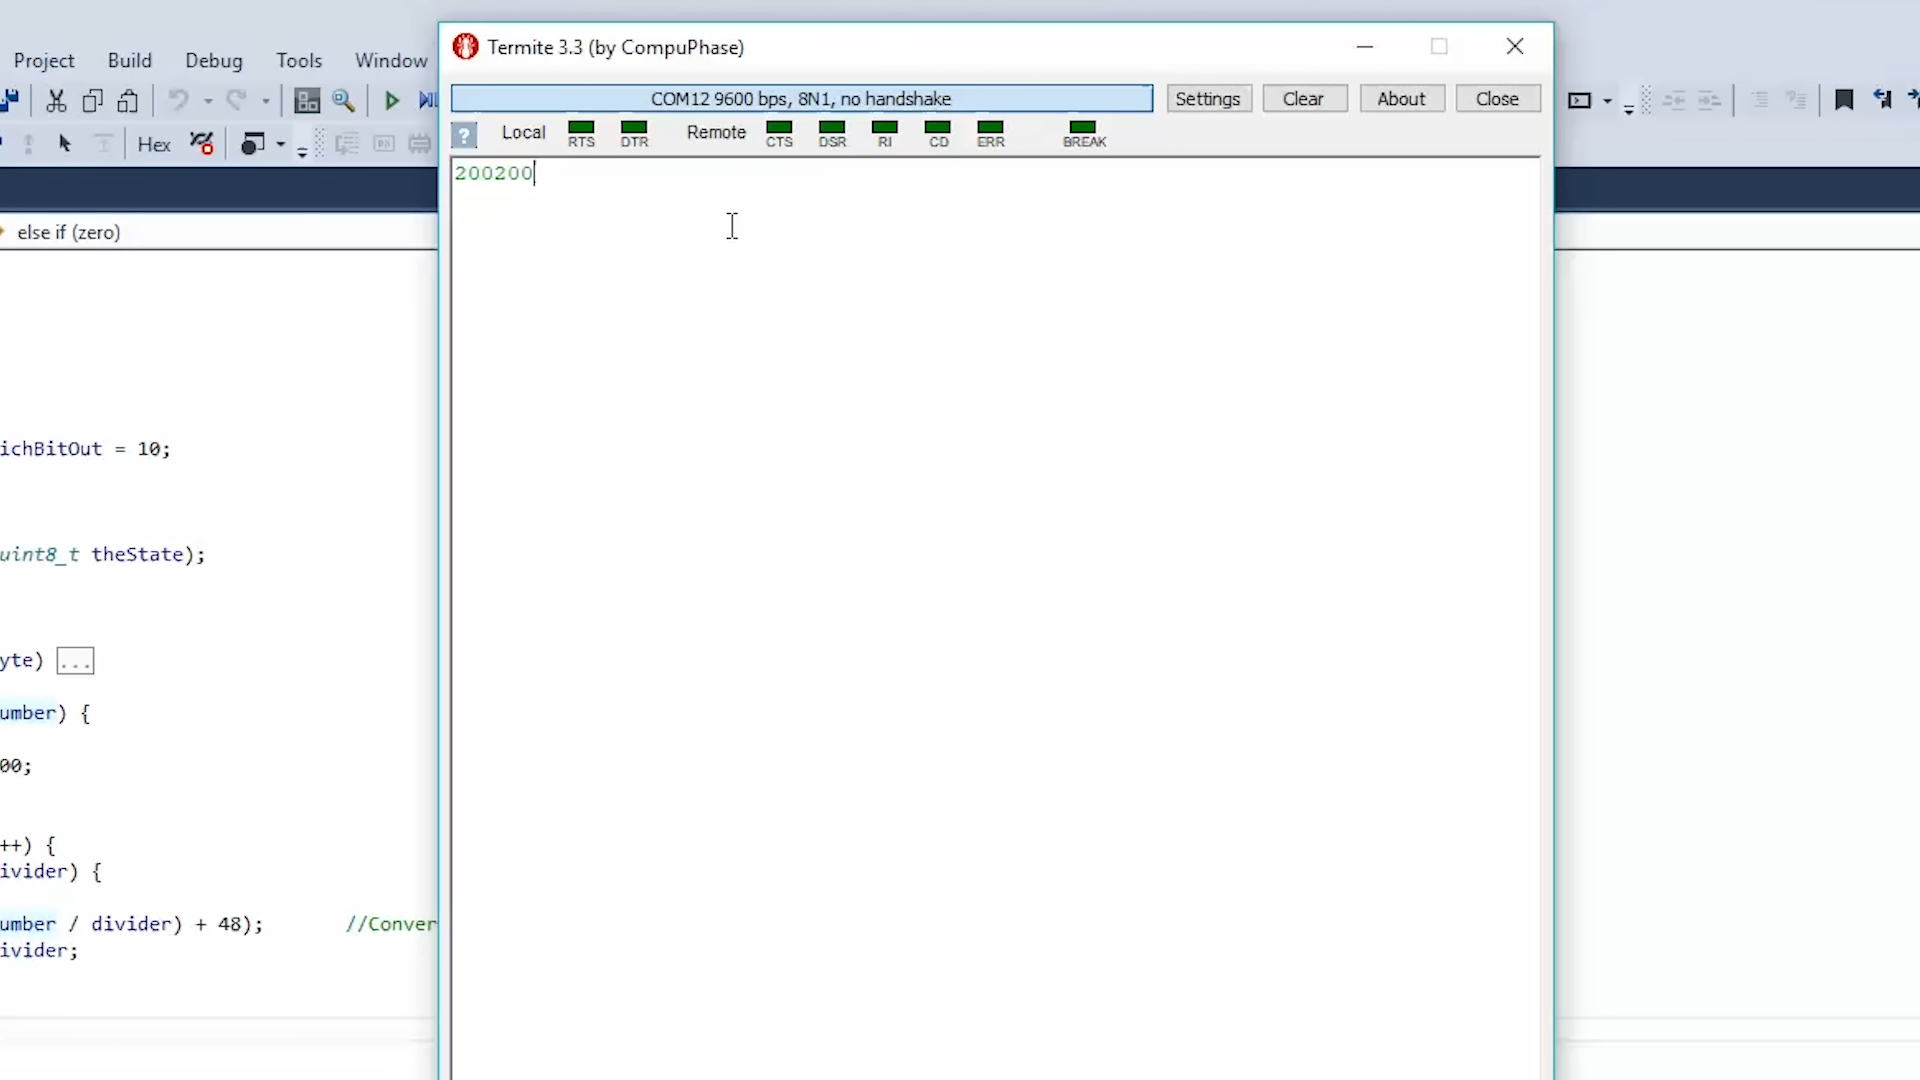 Termite 3.3 (by CompuPhase)
Project Build Debug Tools Window
COM12 9600 bps, 8N1, no handshake
Settings Clear About Close
? Local RTS DTR Remote CTS DSR RI CD ERR BREAK
Hex
200200
else if (zero)
ichBitOut = 10;
uint8_t theState);
yte) ...
umber) {
00;
++) {
ivider) {
umber / divider) + 48); //Conver
ivider;